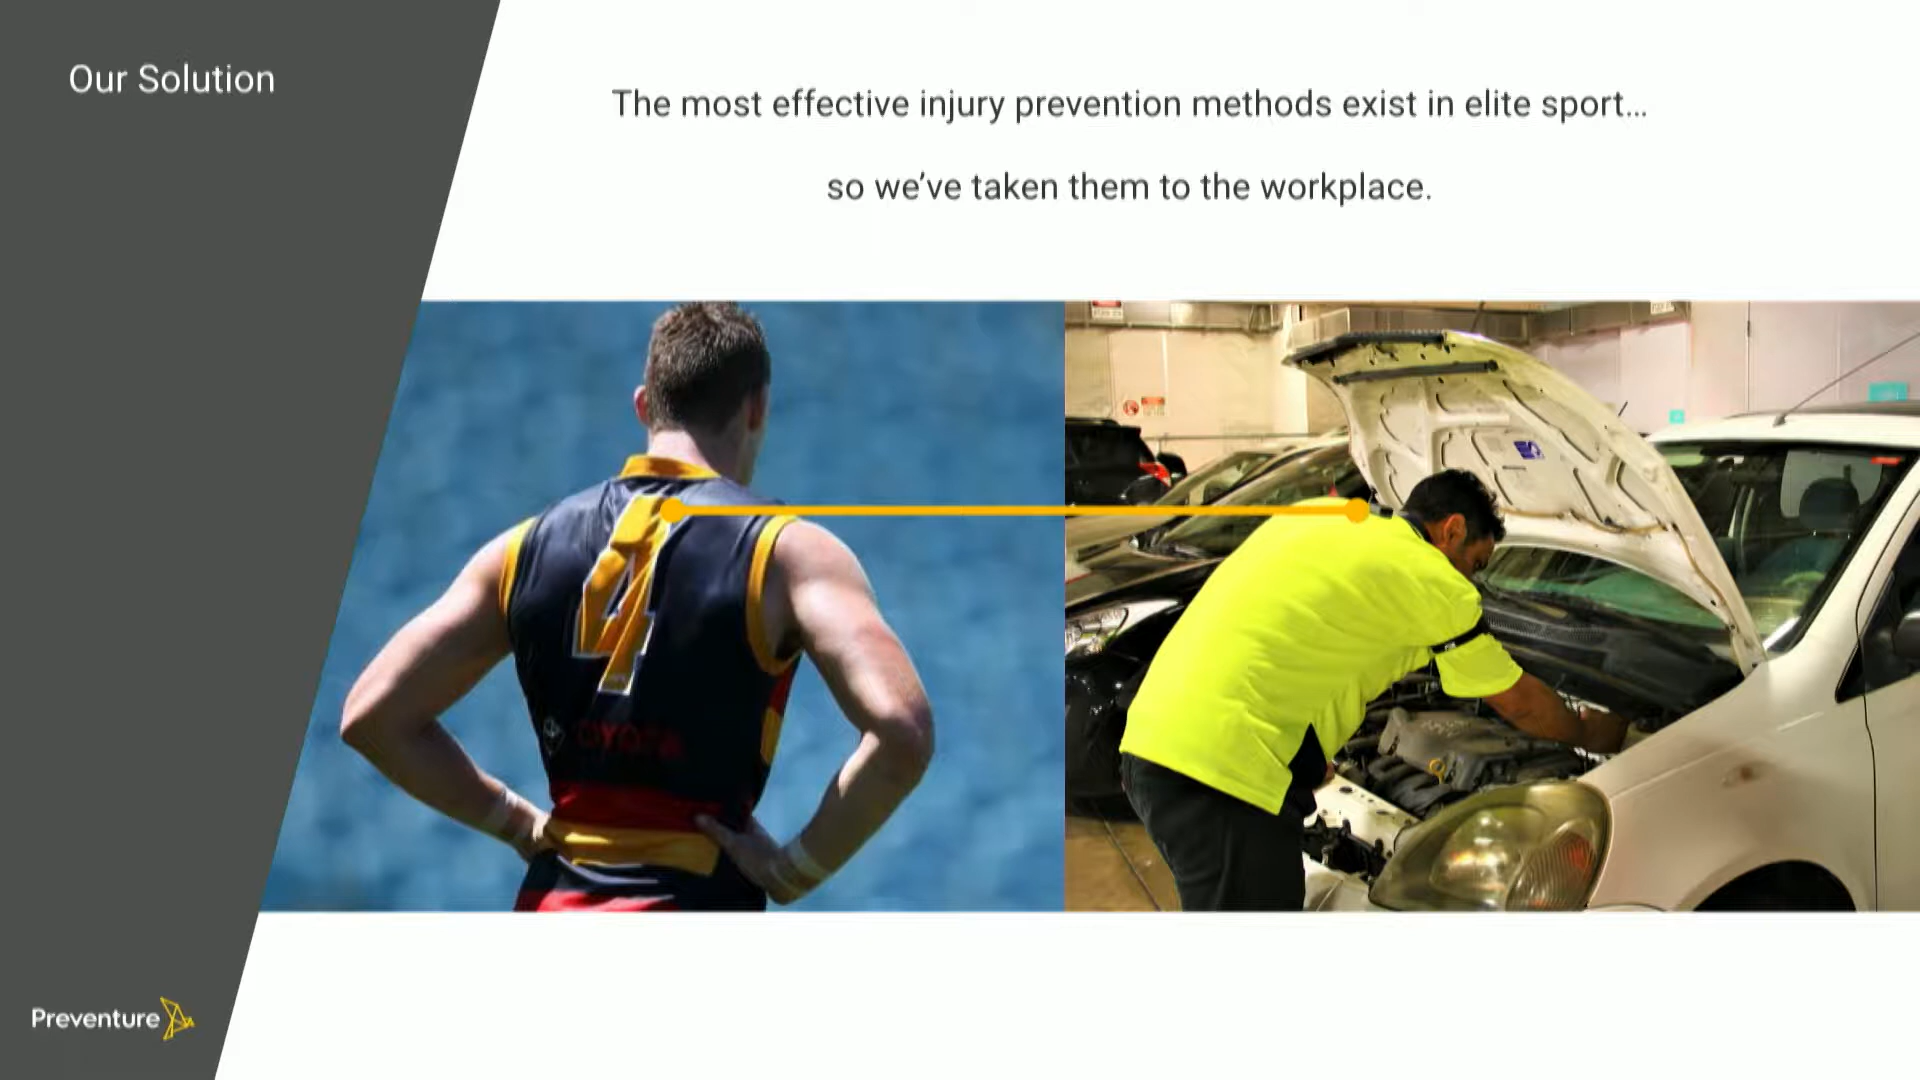 Our Solution
The most effective injury prevention methods exist in elite sport...
so we’ve taken them to the workplace.
4
TOYOTA
Preventure